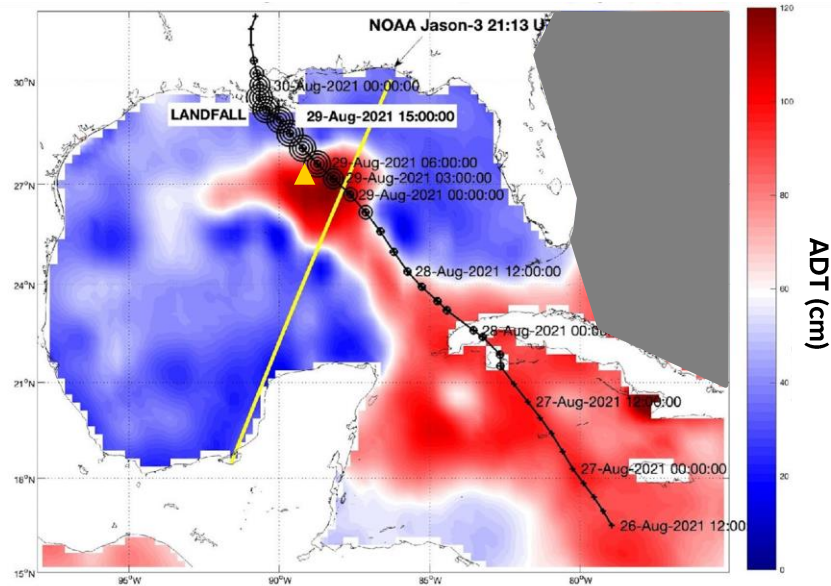 NOAA Jason-3 21:13 U
120
30°N
30-Aug-2021 00:00:00
LANDFALL
29-Aug-2021 15:00:00
100
29-Aug-2021 06:00:00
29-Aug-2021 03:00:00
27°N
29-Aug-2021 00:00:00
80
28-Aug-2021 12:00:00
24°N
ADT (cm)
60
28-Aug-2021 00:0
21°N
40
27-Aug-2021 12:00:00
27-Aug-2021 00:00:00
18°N
20
26-Aug-2021 12:00
15°N
0
95°W
90°W
85°W
80°W